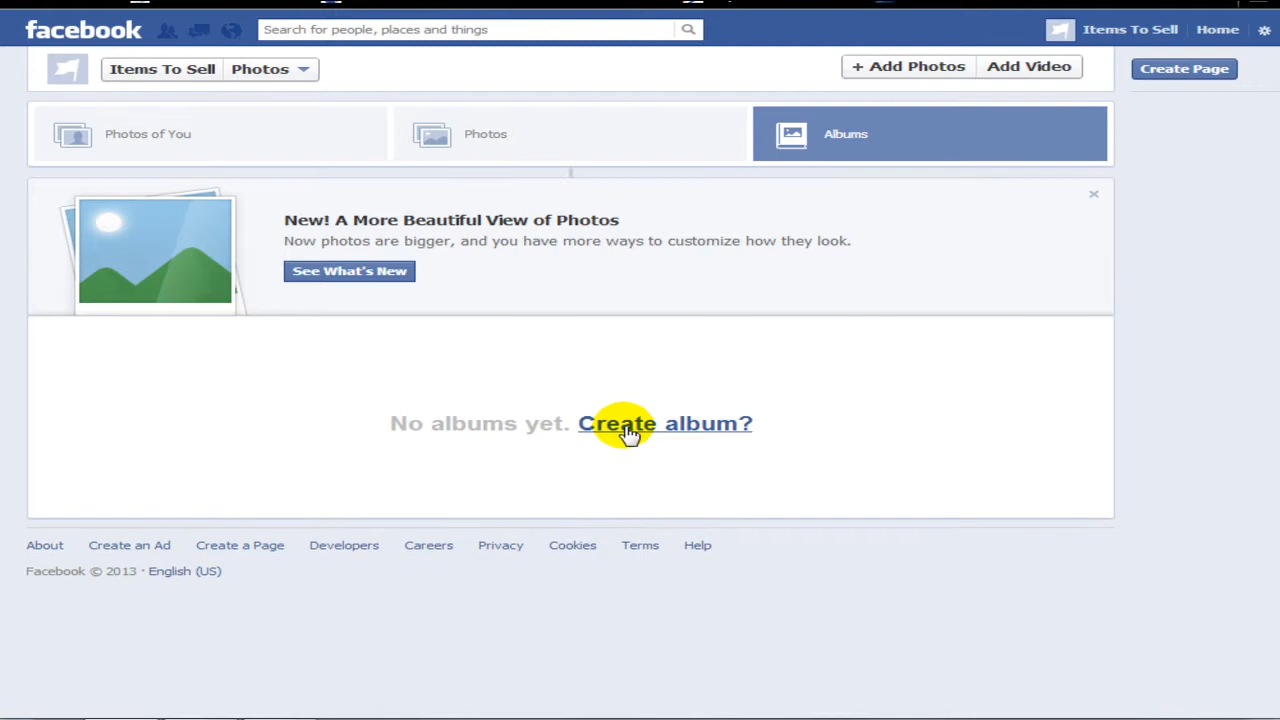 facebook
Search for people, places and things
Items To Sell
Home
Items To Sell
Photos
+ Add Photos
Add Video
Create Page
Photos of You
Photos
Albums
New! A More Beautiful View of Photos
Now photos are bigger, and you have more ways to customize how they look.
See What's New
No albums yet. Create album?
About
Create an Ad
Create a Page
Developers
Careers
Privacy
Cookies
Terms
Help
Facebook © 2013 · English (US)